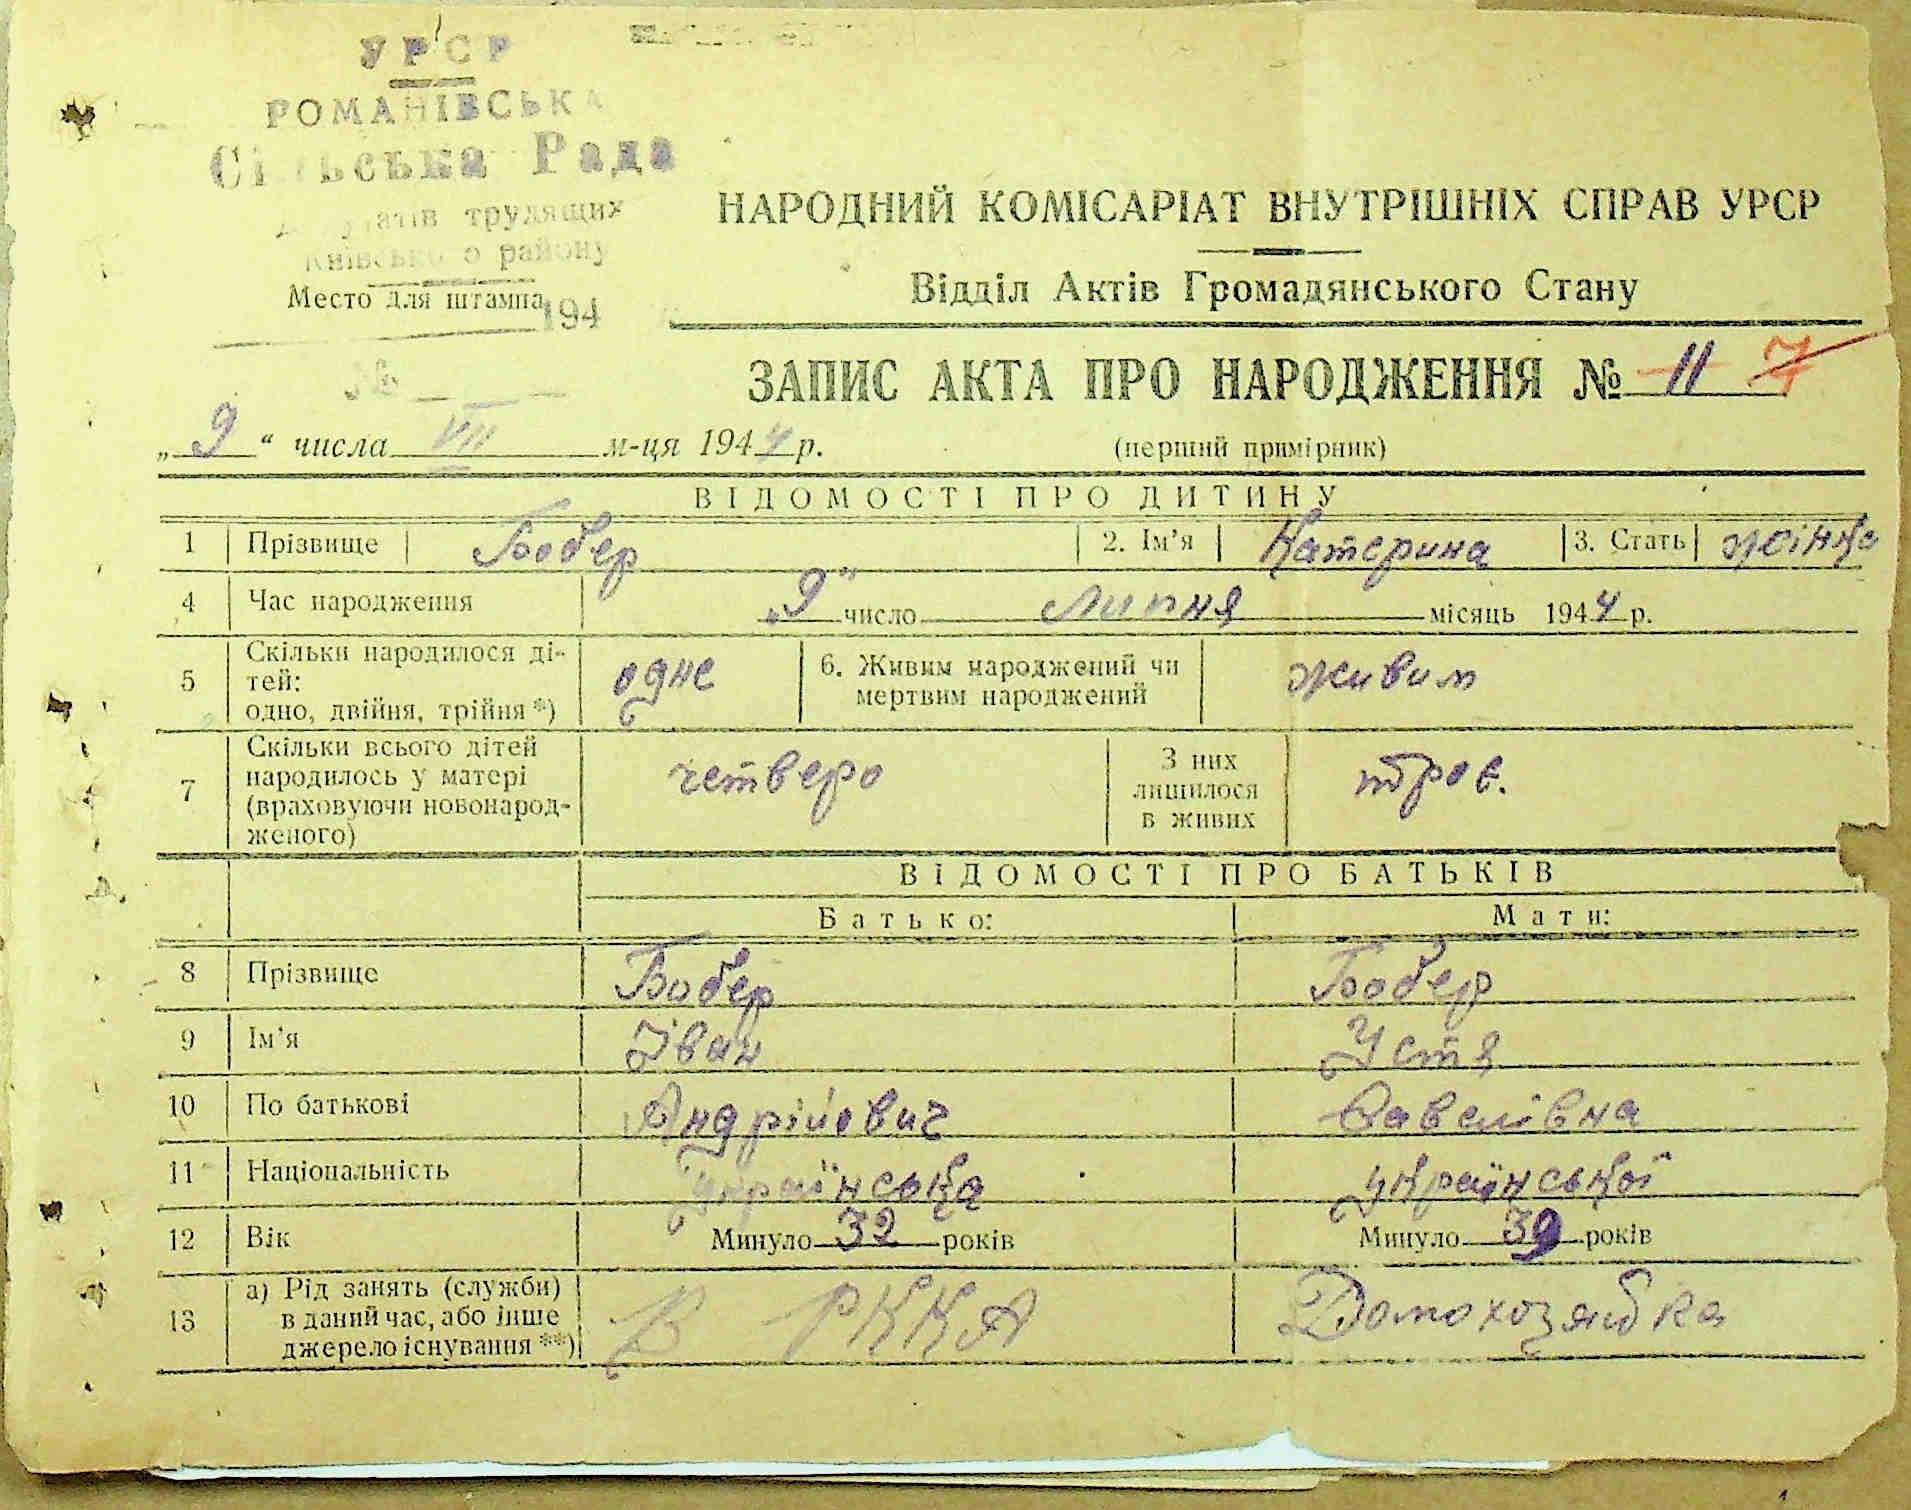 УРСР
РОМАНІВСЬКА
Сільська Рада
депутатів трудящих
району
Место для штампа
194
№
НАРОДНИЙ КОМІСАРІАТ ВНУТРІШНІХ СПРАВ УРСР
Відділ Актів Громадянського Стану
ЗАПИС АКТА ПРО НАРОДЖЕННЯ № 11 7
„9“ числа VII м-ця 1944 р. (перший примірник)
ВІДОМОСТІ ПРО ДИТИНУ
1 Прізвище Бобер 2. Ім’я Катерина 3. Стать жінка
4 Час народження „9“ число липня місяць 1944 р.
5 Скільки народилося ді-
тей:
одно, двійня, трійня *) одне 6. Живим народжений чи
мертвим народжений живим
7 Скільки всього дітей
народилось у матері
(враховуючи новонарод-
женого) четверо З них
лишилося
в живих троє.
ВІДОМОСТІ ПРО БАТЬКІВ
Батько: Мати:
8 Прізвище Бобер Бобер
9 Ім’я Іван Устя
10 По батькові Андрійович Савелівна
11 Національність Українська Української
12 Вік Минуло 32 років Минуло 39 років
13 а) Рід занять (служби)
в даний час, або інше
джерело існування **) В РККА Домохозяйка